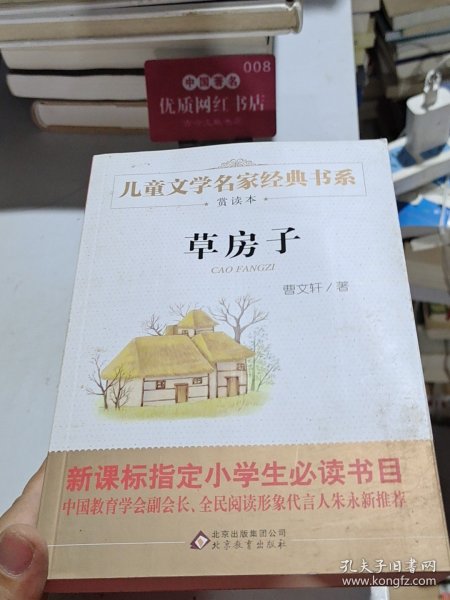 008
中国著名
优质网红书店
儿童文学名家经典书系
赏读本
草房子
CAO FANGZI
曹文轩／著
新课标指定小学生必读书目
中国教育学会副会长、全民阅读形象代言人朱永新推荐
北京出版集团公司
北京教育出版社
孔夫子旧书网
www.kongfz.com